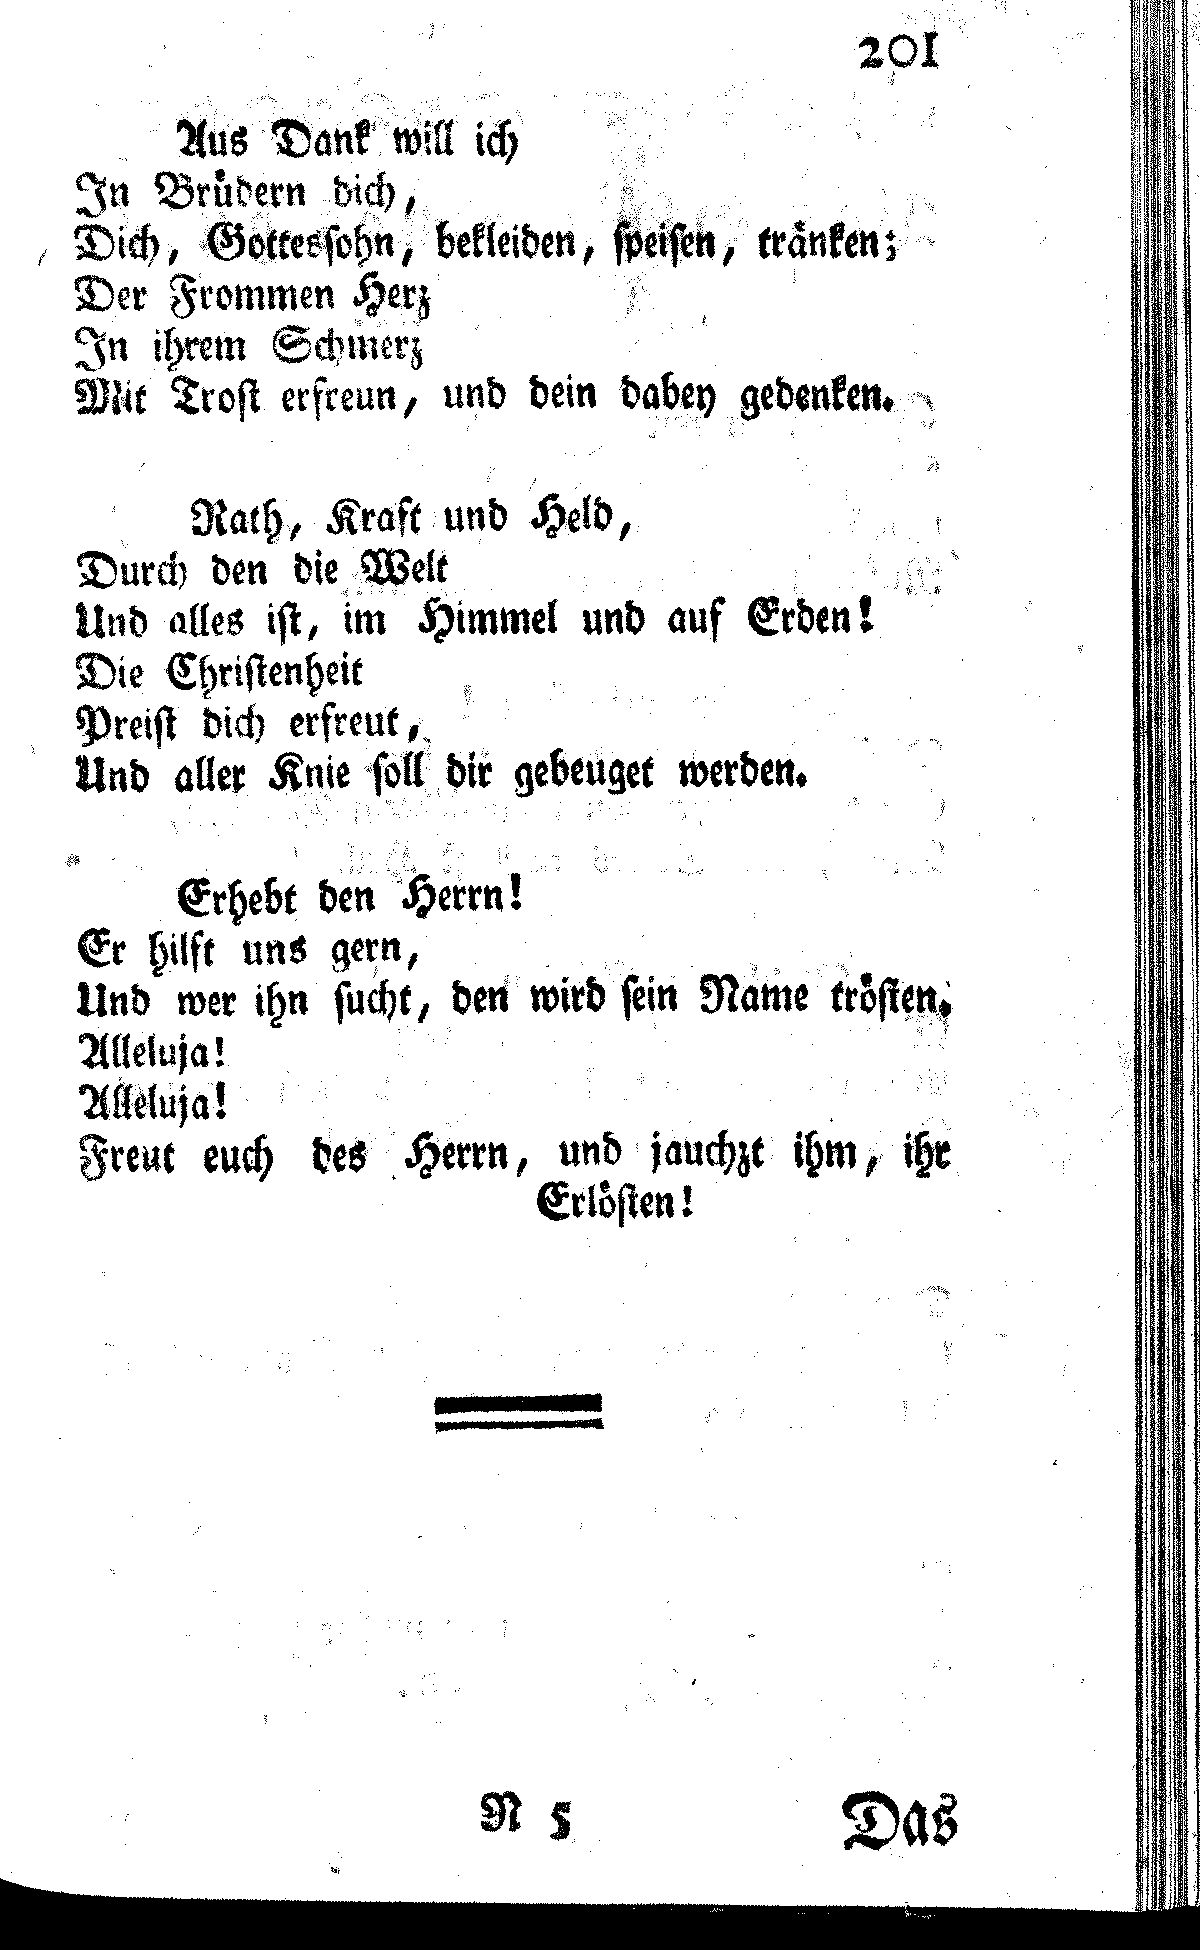 201
Aus Dank will ich
In Brüdern dich,
Dich, Gottessohn, bekleiden, speisen, tränken;
Der Frommen Herz
In ihrem Schmerz
Mit Trost erfreun, und dein dabey gedenken.
Rath, Kraft und Held,
Durch den die Welt
Und alles ist, im Himmel und auf Erden!
Die Christenheit
Preist dich erfreut,
Und aller Knie soll dir gebeuget werden.
Erhebt den Herrn!
Er hilft uns gern,
Und wer ihn sucht, den wird sein Name trösten.
Alleluja!
Alleluja!
Freut euch des Herrn, und jauchzt ihm, ihr
Erlösten!
N 5 Das